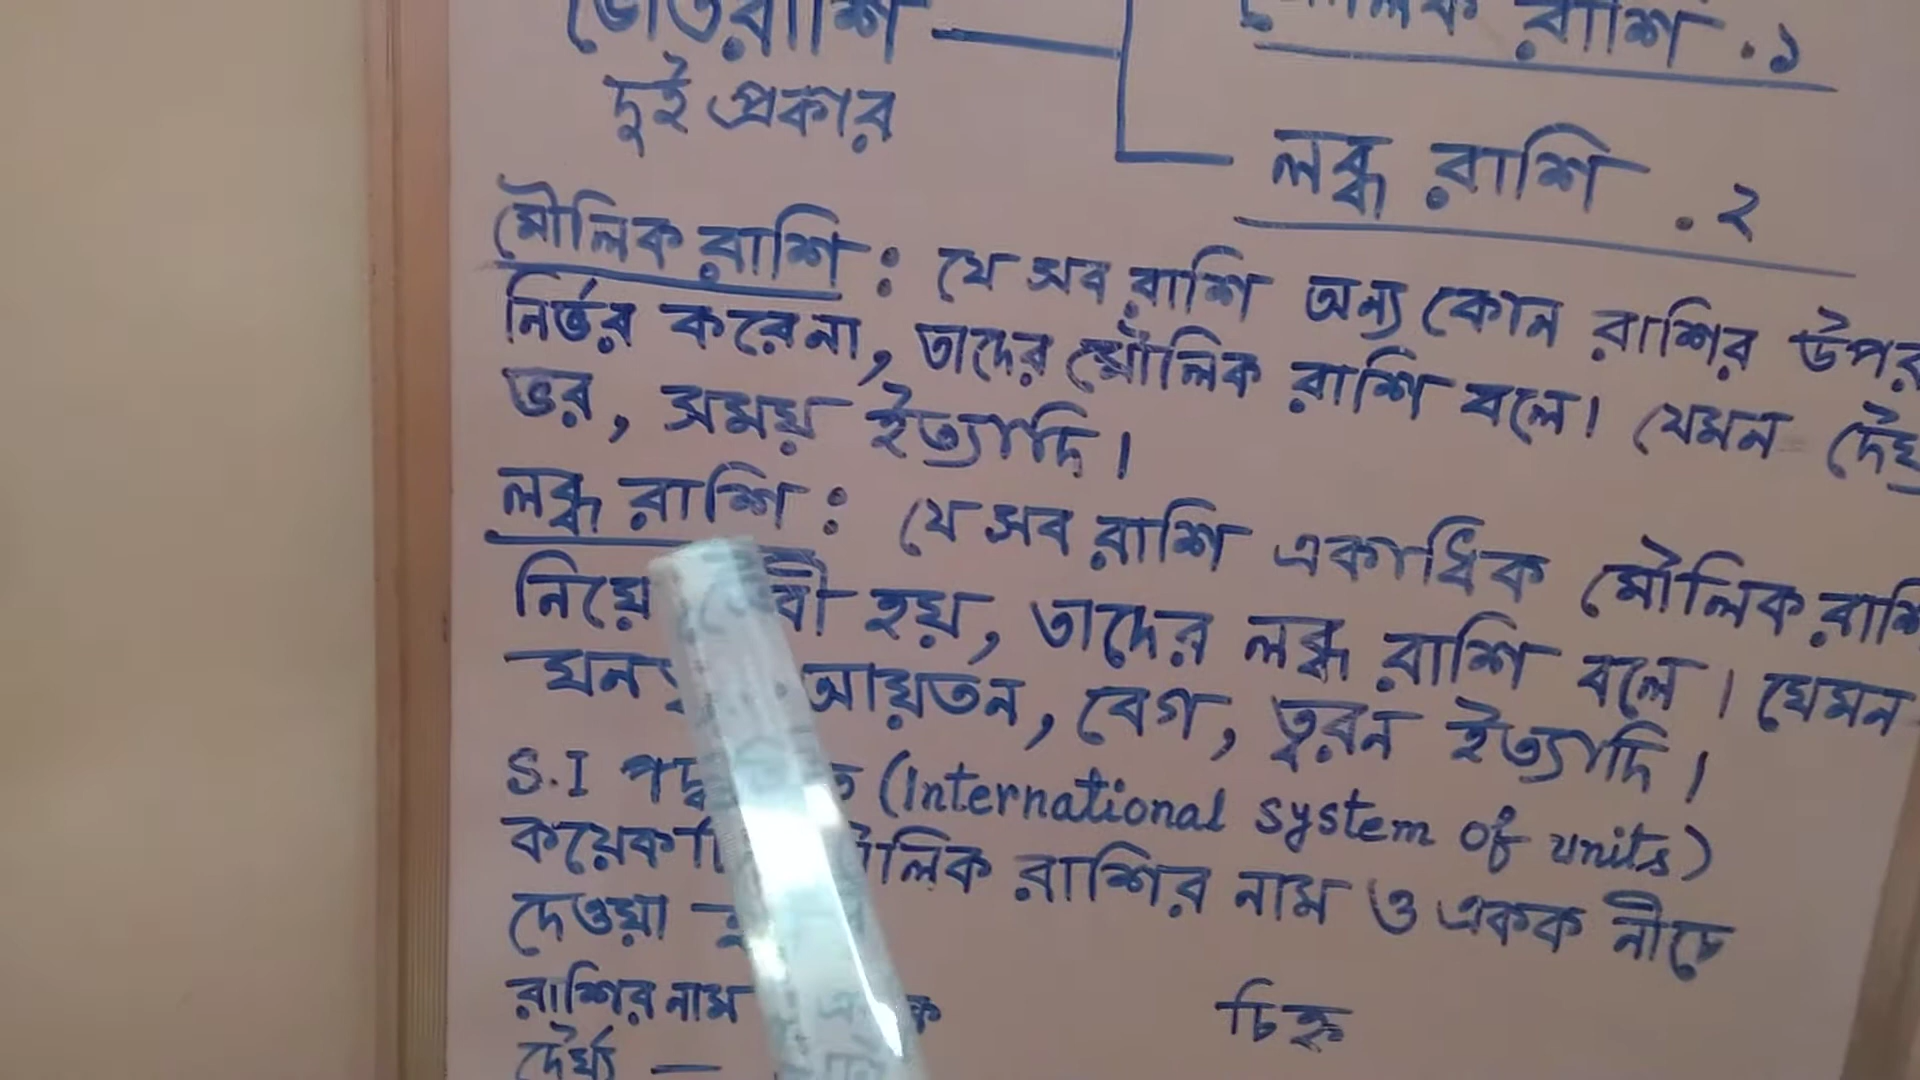 ভৌতরাশি মৌলিক রাশি .১
দুই প্রকার
লব্ধ রাশি .২
মৌলিক রাশি : যে সব রাশি অন্য কোন রাশির উপর
নির্ভর করেনা, তাদের মৌলিক রাশি বলে। যেমন
ভর, সময় ইত্যাদি।
লব্ধ রাশি : যে সব রাশি একাধিক মৌলিক রাশি
নিয়ে হয়, তাদের লব্ধ রাশি বলে। যেমন
আয়তন, বেগ, ত্বরন ইত্যাদি।
S.I (International system of units)
রাশির নাম ও একক নীচে
দেওয়া
রাশির নাম চিহ্ন
দৈর্ঘ্য —